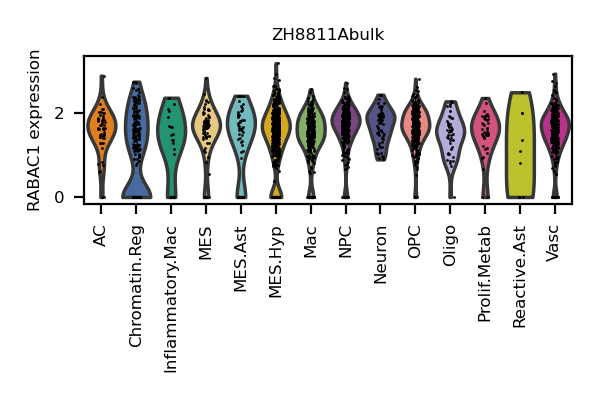 ZH8811Abulk
RABAC1 expression
2
0
AC
Chromatin.Reg
Inflammatory.Mac
MES
MES.Ast
MES.Hyp
Mac
NPC
Neuron
OPC
Oligo
Prolif.Metab
Reactive.Ast
Vasc